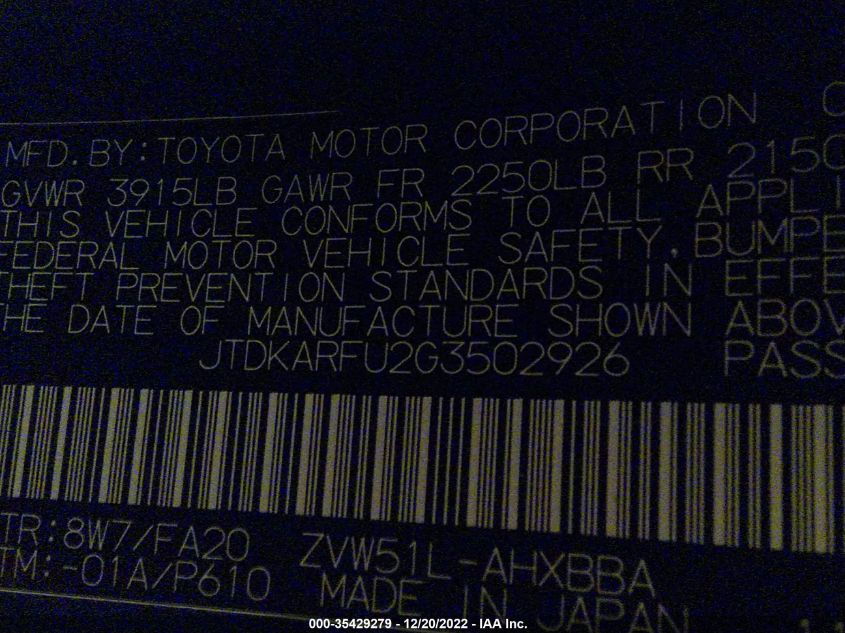 MFD. BY: TOYOTA MOTOR CORPORATION
GVWR 3915LB GAWR FR 2250LB RR 2150
THIS VEHICLE CONFORMS TO ALL APPLI
FEDERAL MOTOR VEHICLE SAFETY, BUMPE
THEFT PREVENTION STANDARDS IN EFFE
HE DATE OF MANUFACTURE SHOWN ABOV
JTDKARFU2G3502926 PASS
TR: 8W7/FA20 ZVW51L-AHXBBA
TM: -01A/P610 MADE IN JAPAN
000-35429279 - 12/20/2022 - IAA Inc.